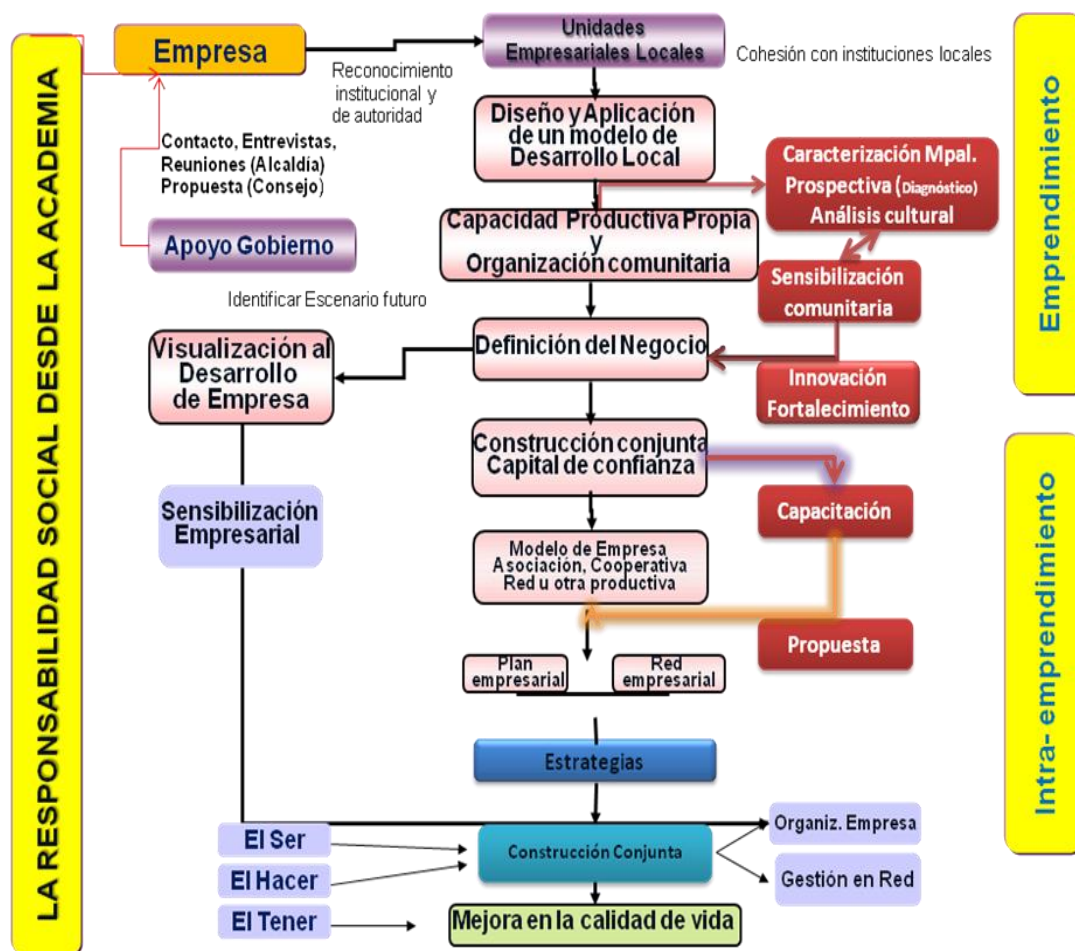 LA RESPONSABILIDAD SOCIAL DESDE LA ACADEMIA
Empresa
Unidades
Empresariales Locales
Cohesión con instituciones locales
Reconocimiento
institucional y
de autoridad
Contacto, Entrevistas,
Reuniones (Alcaldía)
Propuesta (Consejo)
Apoyo Gobierno
Diseño y Aplicación
de un modelo de
Desarrollo Local
Caracterización Mpal.
Prospectiva (Diagnóstico)
Análisis cultural
Capacidad Productiva Propia
y
Organización comunitaria
Sensibilización
comunitaria
Identificar Escenario futuro
Visualización al
Desarrollo
de Empresa
Definición del Negocio
Innovación
Fortalecimiento
Construcción conjunta
Capital de confianza
Sensibilización
Empresarial
Capacitación
Modelo de Empresa
Asociación, Cooperativa
Red u otra productiva
Propuesta
Plan
empresarial
Red
empresarial
Estrategias
El Ser
El Hacer
El Tener
Construcción Conjunta
Organiz. Empresa
Gestión en Red
Mejora en la calidad de vida
Emprendimiento
Intra- emprendimiento